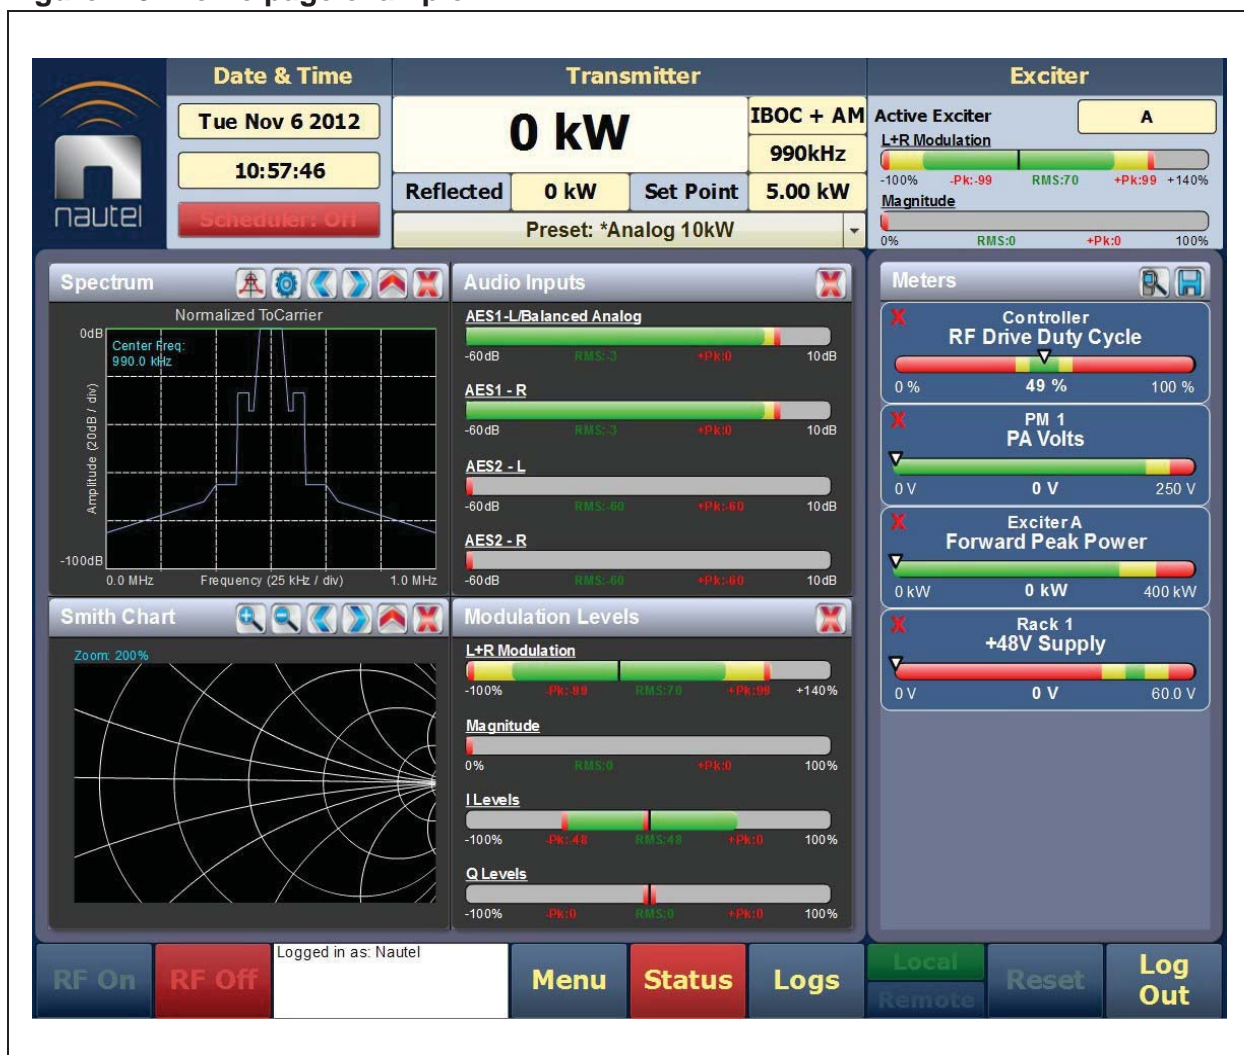 Date & Time
Transmitter
Exciter
nautel
Tue Nov 6 2012
10:57:46
Scheduler: Off
0 kW
IBOC + AM
990kHz
Reflected 0 kW Set Point 5.00 kW
Preset: *Analog 10kW
Active Exciter A
L+R Modulation
-100% -Pk:-99 RMS:70 +Pk:99 +140%
Magnitude
0% RMS:0 +Pk:0 100%
Spectrum
Normalized ToCarrier
0dB
Center Freq:
990.0 kHz
Amplitude (20dB / div)
-100dB
0.0 MHz Frequency (25 kHz / div) 1.0 MHz
Audio Inputs
AES1-L/Balanced Analog
-60dB RMS:-3 +Pk:0 10dB
AES1 - R
-60dB RMS:-3 +Pk:0 10dB
AES2 - L
-60dB RMS:-60 +Pk:-60 10dB
AES2 - R
-60dB RMS:-60 +Pk:-60 10dB
Smith Chart
Zoom: 200%
Modulation Levels
L+R Modulation
-100% -Pk:-99 RMS:70 +Pk:99 +140%
Magnitude
0% RMS:0 +Pk:0 100%
I Levels
-100% -Pk:-48 RMS:48 +Pk:0 100%
Q Levels
-100% -Pk:0 RMS:0 +Pk:0 100%
Meters
X Controller
RF Drive Duty Cycle
0 % 49 % 100 %
X PM 1
PA Volts
0 V 0 V 250 V
X Exciter A
Forward Peak Power
0 kW 0 kW 400 kW
X Rack 1
+48V Supply
0 V 0 V 60.0 V
RF On
RF Off
Logged in as: Nautel
Menu
Status
Logs
Local
Remote
Reset
Log
Out